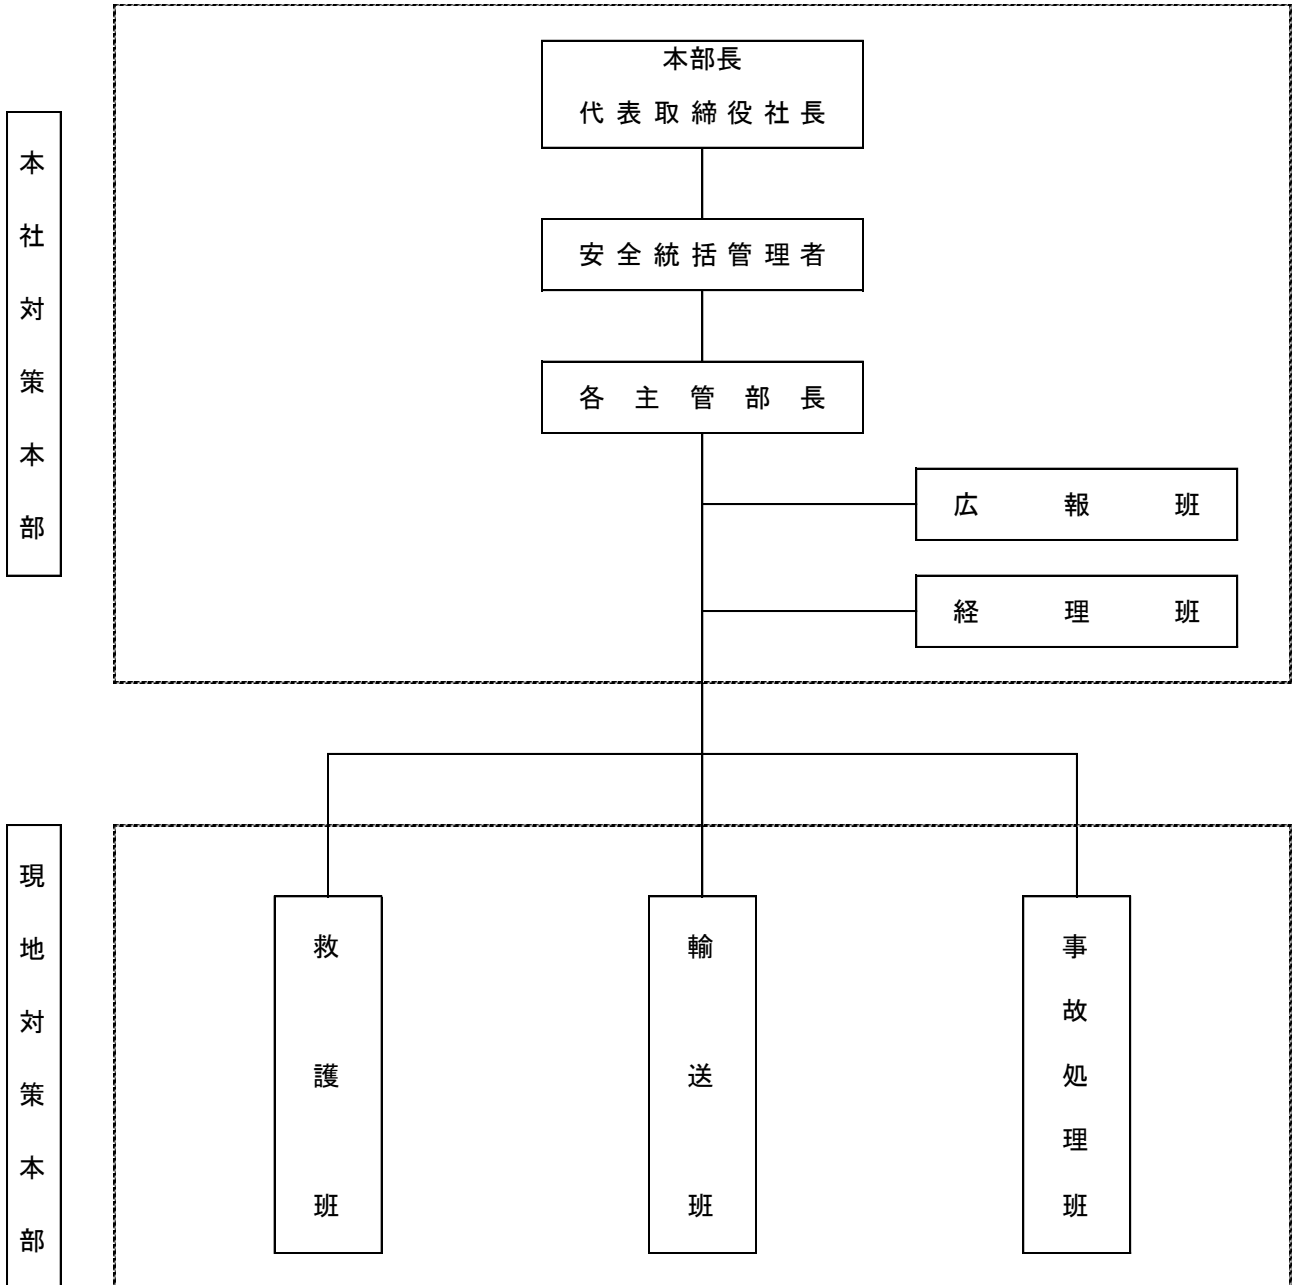 本社対策本部
本部長
代表取締役社長
安全統括管理者
各主管部長
広報班
経理班
現地対策本部
救護班
輸送班
事故処理班